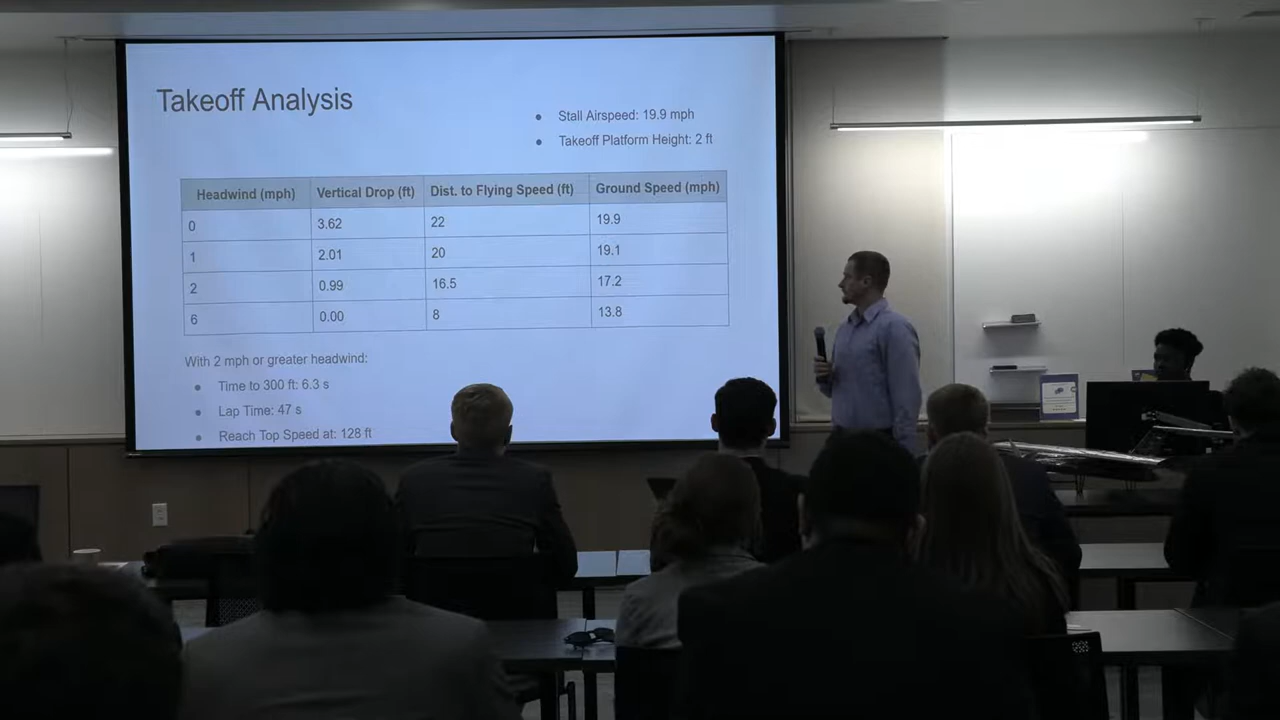 Takeoff Analysis
● Stall Airspeed: 19.9 mph
● Takeoff Platform Height: 2 ft
Headwind (mph) Vertical Drop (ft) Dist. to Flying Speed (ft) Ground Speed (mph)
0 3.62 22 19.9
1 2.01 20 19.1
2 0.99 16.5 17.2
6 0.00 8 13.8
With 2 mph or greater headwind:
● Time to 300 ft: 6.3 s
● Lap Time: 47 s
● Reach Top Speed at: 128 ft